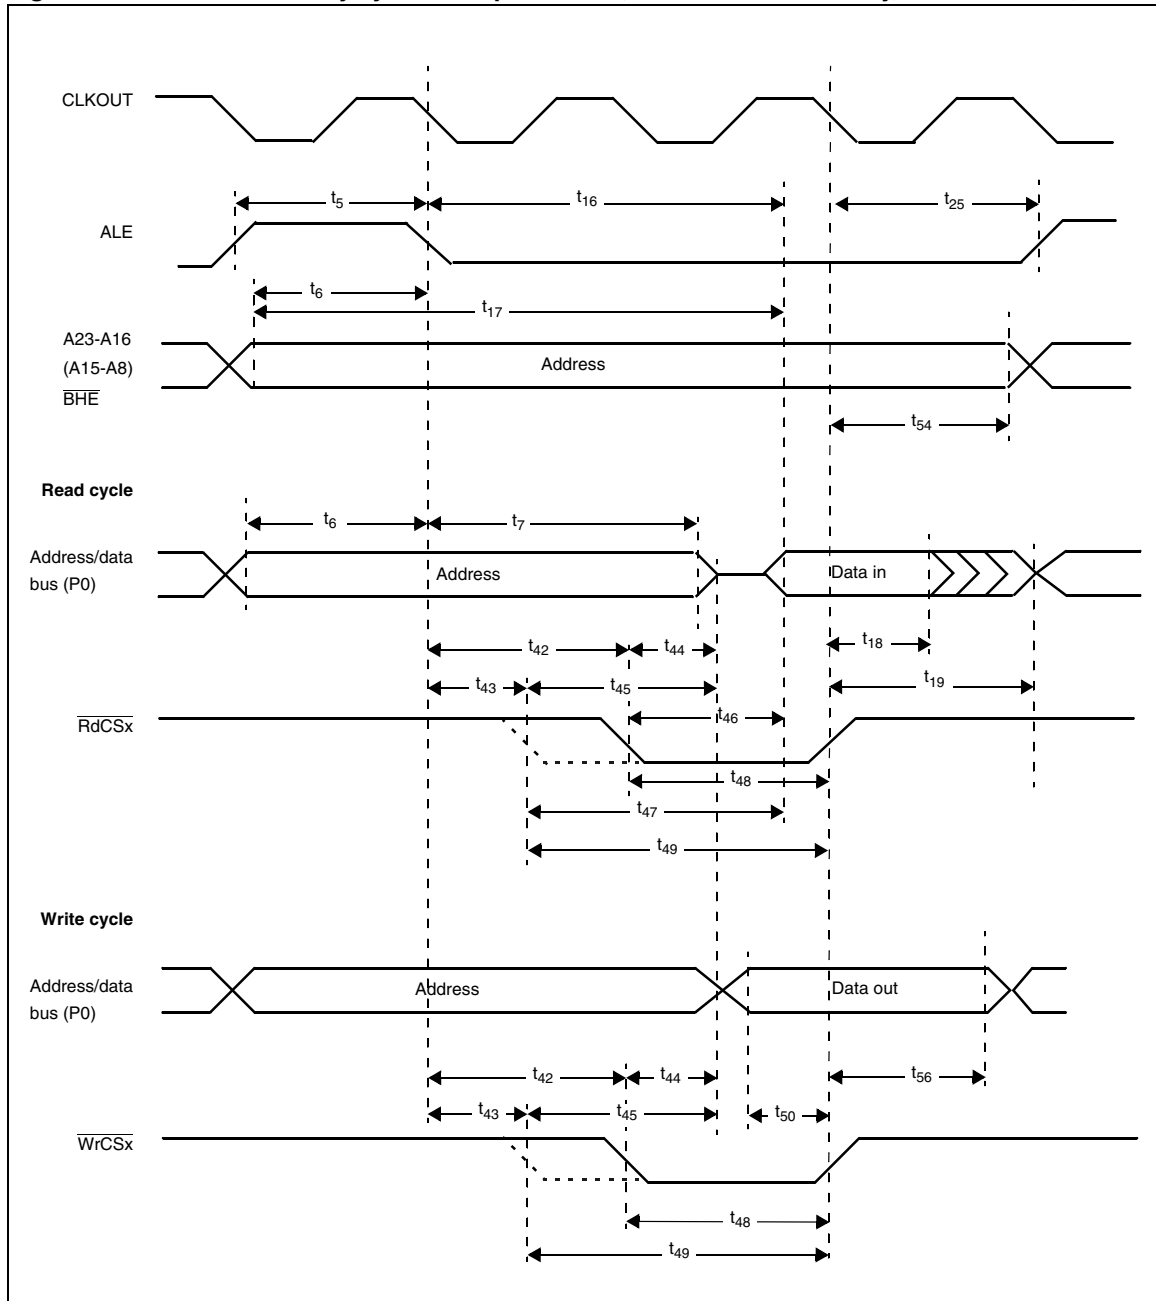 CLKOUT
t5
t16
t25
ALE
t6
t17
A23-A16
(A15-A8)
BHE
Address
t54
Read cycle
t6
t7
Address/data
bus (P0)
Address
Data in
t42
t44
t18
t43
t45
t19
RdCSx
t46
t48
t47
t49
Write cycle
Address/data
bus (P0)
Address
Data out
t42
t44
t56
t43
t45
t50
WrCSx
t48
t49